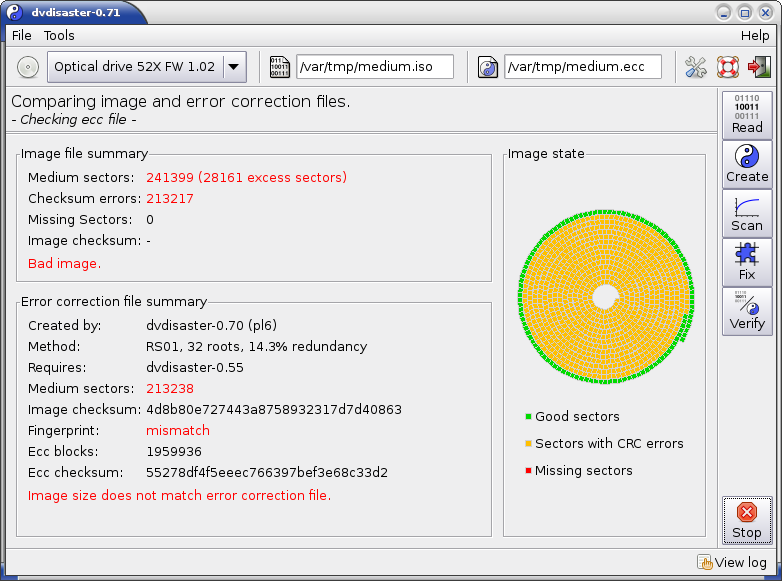 dvdisaster-0.71
File Tools Help
Optical drive 52X FW 1.02
/var/tmp/medium.iso
/var/tmp/medium.ecc
Comparing image and error correction files.
- Checking ecc file -
Image file summary
Medium sectors: 241399 (28161 excess sectors)
Checksum errors: 213217
Missing Sectors: 0
Image checksum: -
Bad image.
Error correction file summary
Created by: dvdisaster-0.70 (pl6)
Method: RS01, 32 roots, 14.3% redundancy
Requires: dvdisaster-0.55
Medium sectors: 213238
Image checksum: 4d8b80e727443a8758932317d7d40863
Fingerprint: mismatch
Ecc blocks: 1959936
Ecc checksum: 55278df4f5eeec766397bef3e68c33d2
Image size does not match error correction file.
Image state
Good sectors
Sectors with CRC errors
Missing sectors
01110
10011
00111
Read
Create
Scan
Fix
Verify
Stop
View log